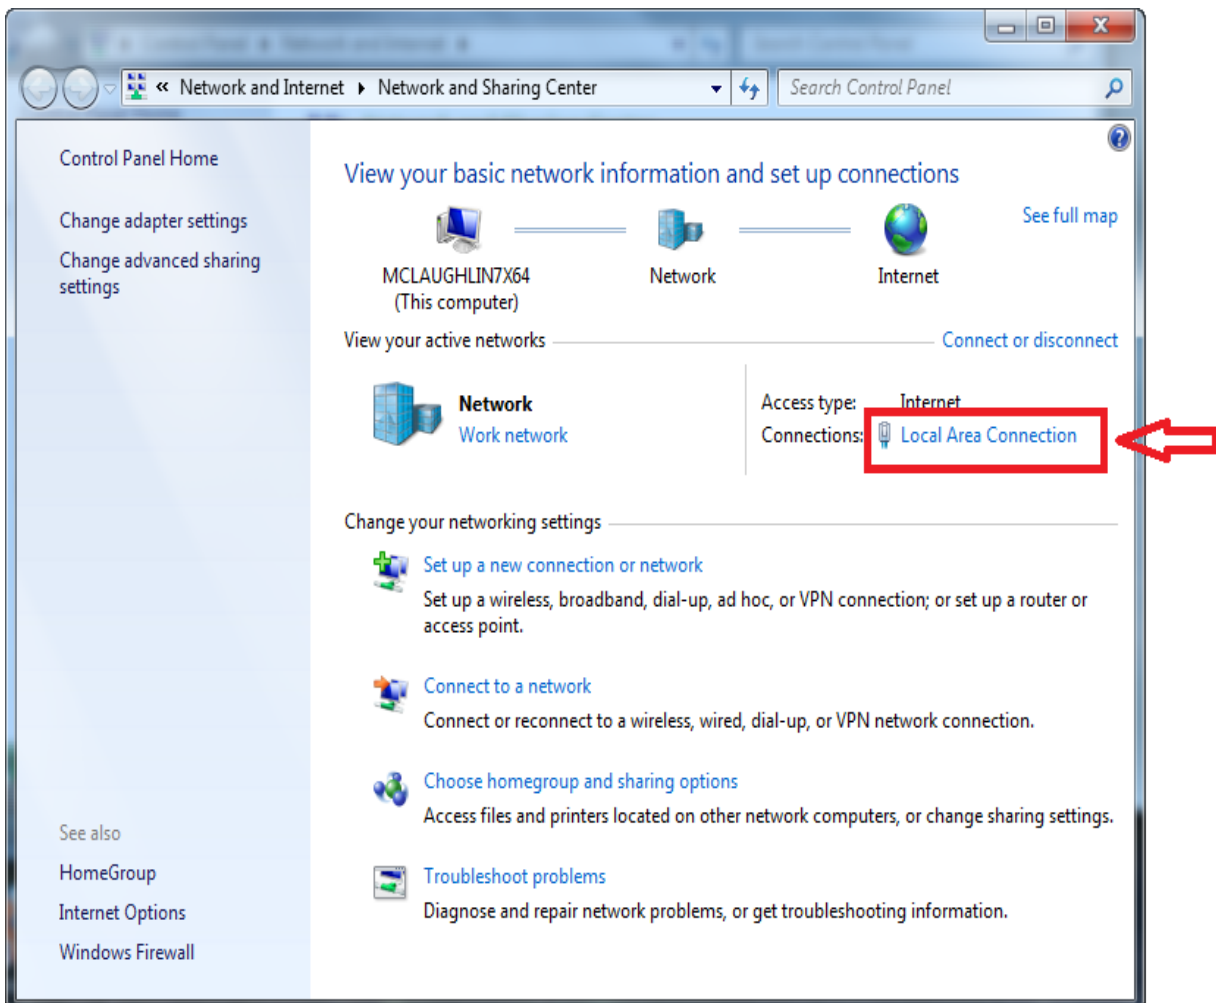 « Network and Internet ▸ Network and Sharing Center
Search Control Panel
Control Panel Home
Change adapter settings
Change advanced sharing
settings
See also
HomeGroup
Internet Options
Windows Firewall
View your basic network information and set up connections
See full map
MCLAUGHLIN7X64
(This computer)
Network
Internet
View your active networks
Connect or disconnect
Network
Work network
Access type: Internet
Connections: Local Area Connection
Change your networking settings
Set up a new connection or network
Set up a wireless, broadband, dial-up, ad hoc, or VPN connection; or set up a router or
access point.
Connect to a network
Connect or reconnect to a wireless, wired, dial-up, or VPN network connection.
Choose homegroup and sharing options
Access files and printers located on other network computers, or change sharing settings.
Troubleshoot problems
Diagnose and repair network problems, or get troubleshooting information.